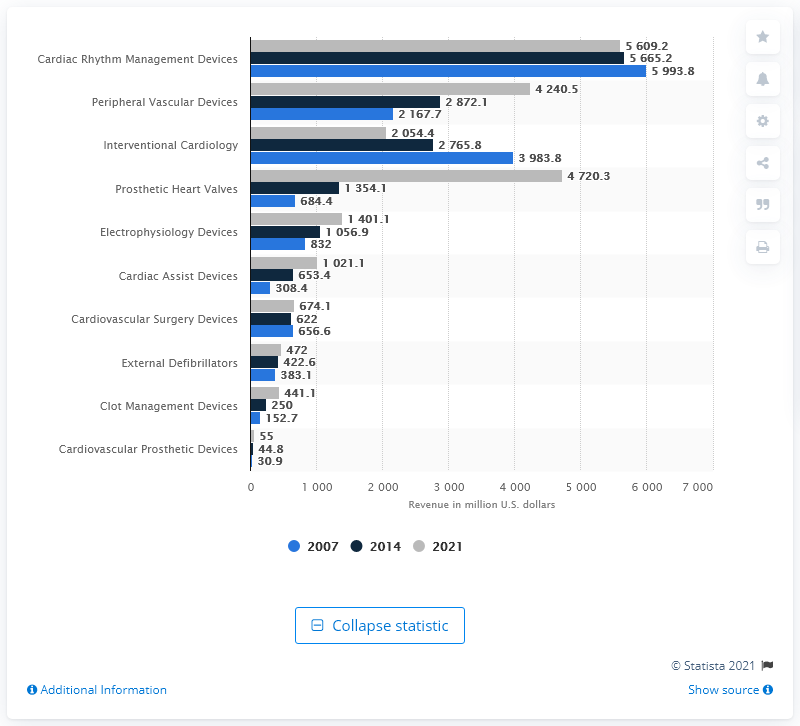 5 609.2
Cardiac Rhythm Management Devices 5 665.2
5 993.8
4 240.5
Peripheral Vascular Devices 2 872.1
2 167.7
2 054.4
Interventional Cardiology 2 765.8
3 983.8
4 720.3
Prosthetic Heart Valves 1 354.1
684.4
1 401.1
Electrophysiology Devices 1 056.9
832
1 021.1
Cardiac Assist Devices 653.4
308.4
674.1
Cardiovascular Surgery Devices 622
656.6
472
External Defibrillators 422.6
383.1
441.1
Clot Management Devices 250
152.7
55
Cardiovascular Prosthetic Devices 44.8
30.9
0 1 000 2 000 3 000 4 000 5 000 6 000 7 000
Revenue in million U.S. dollars
2007 2014 2021
Collapse statistic
© Statista 2021
Additional Information Show source